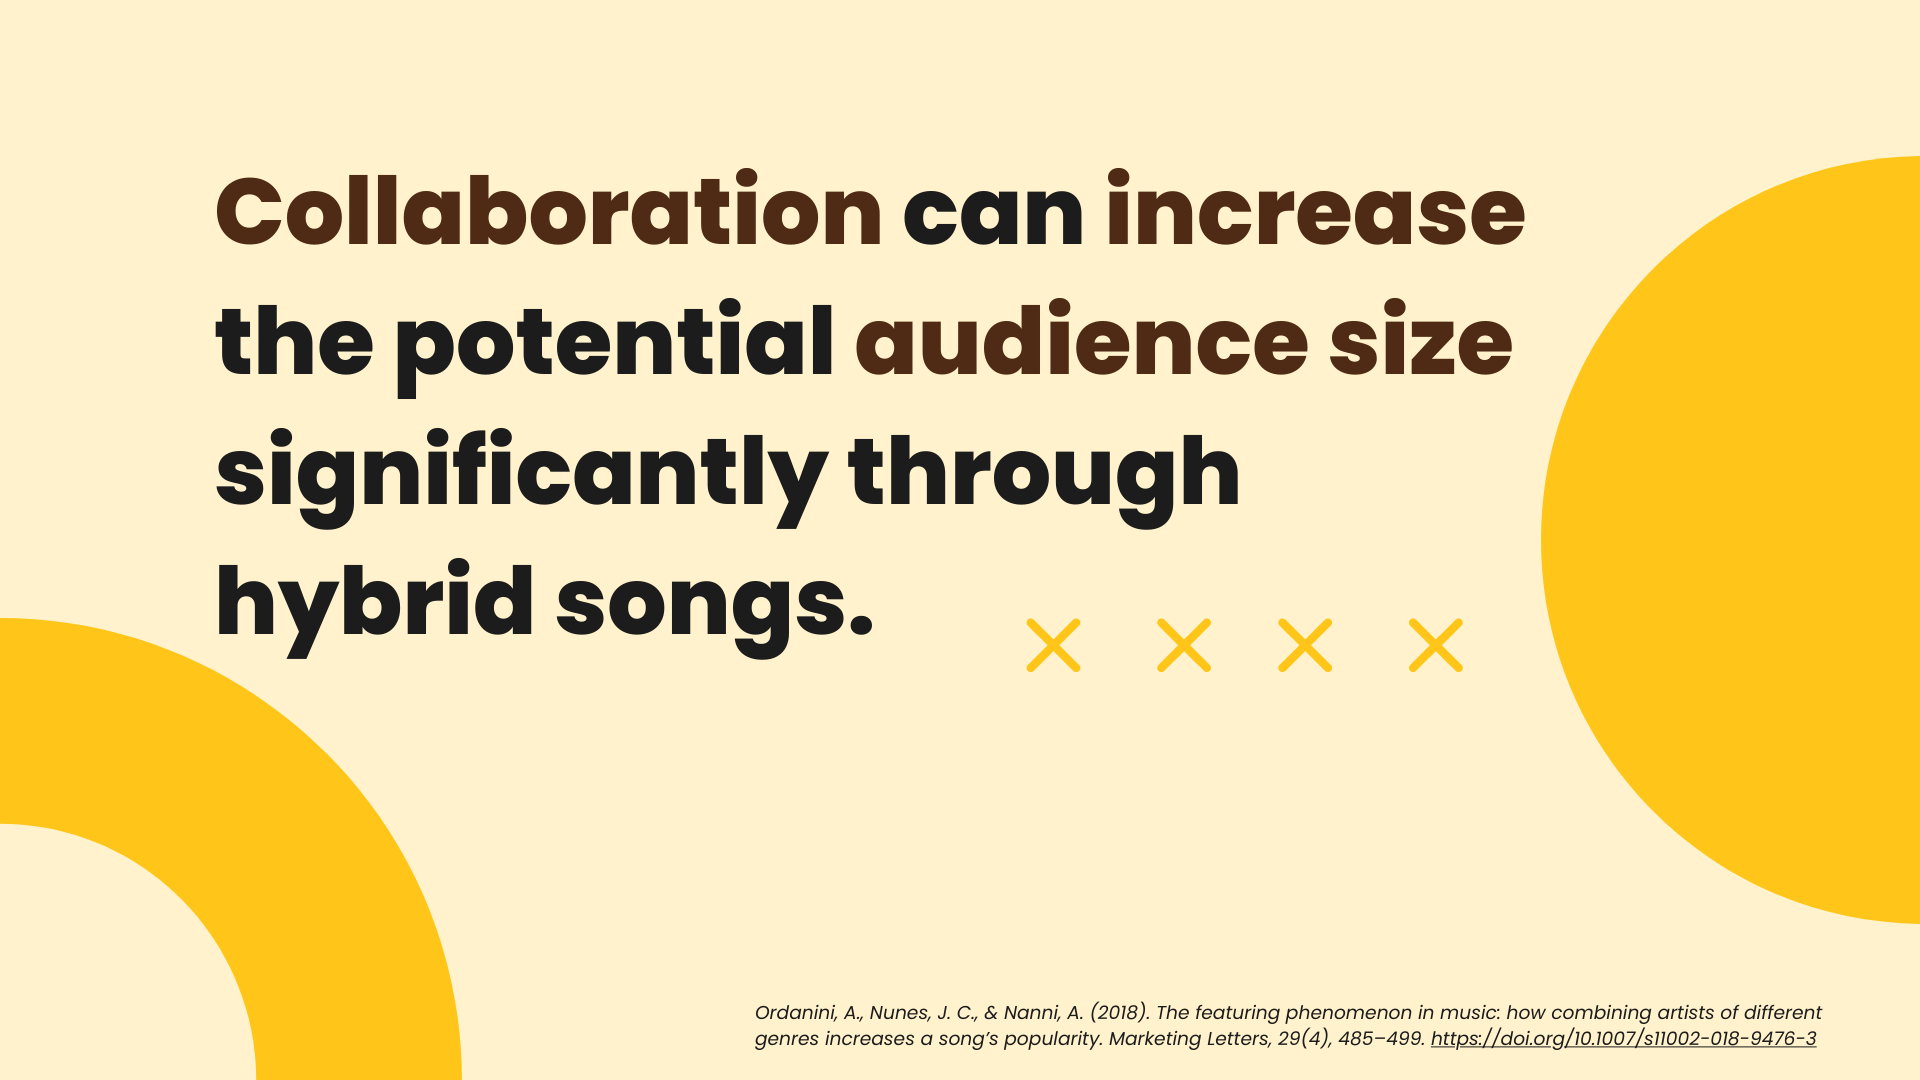 Collaboration can increase
the potential audience size
significantly through
hybrid songs.
Ordanini, A., Nunes, J. C., & Nanni, A. (2018). The featuring phenomenon in music: how combining artists of different
genres increases a song’s popularity. Marketing Letters, 29(4), 485–499. https://doi.org/10.1007/s11002-018-9476-3